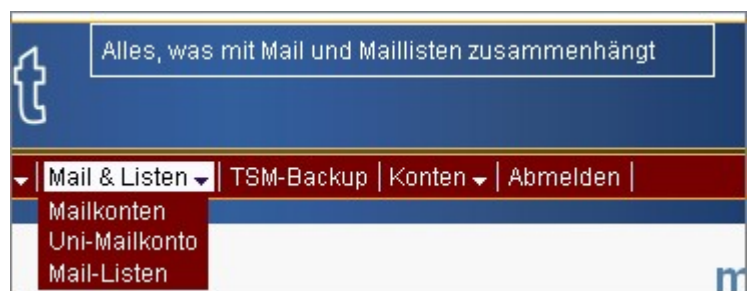 t
Alles, was mit Mail und Maillisten zusammenhängt
| Mail & Listen | TSM-Backup | Konten | Abmelden |
Mailkonten
Uni-Mailkonto
Mail-Listen
m